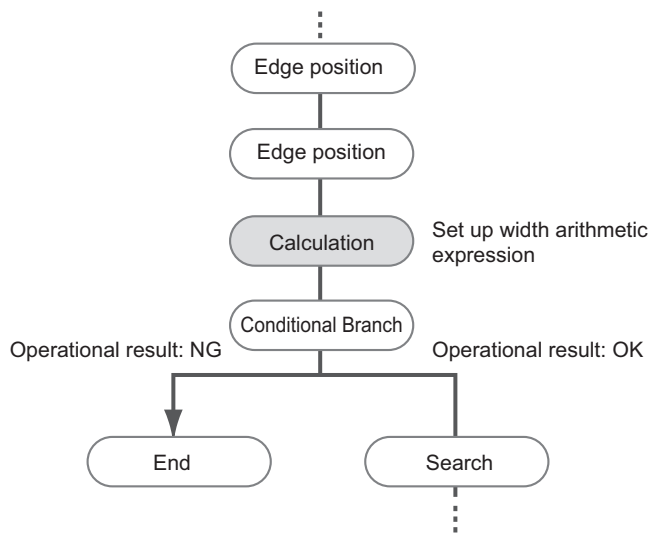 Edge position
Edge position
Calculation
Set up width arithmetic
expression
Conditional Branch
Operational result: NG
Operational result: OK
End
Search